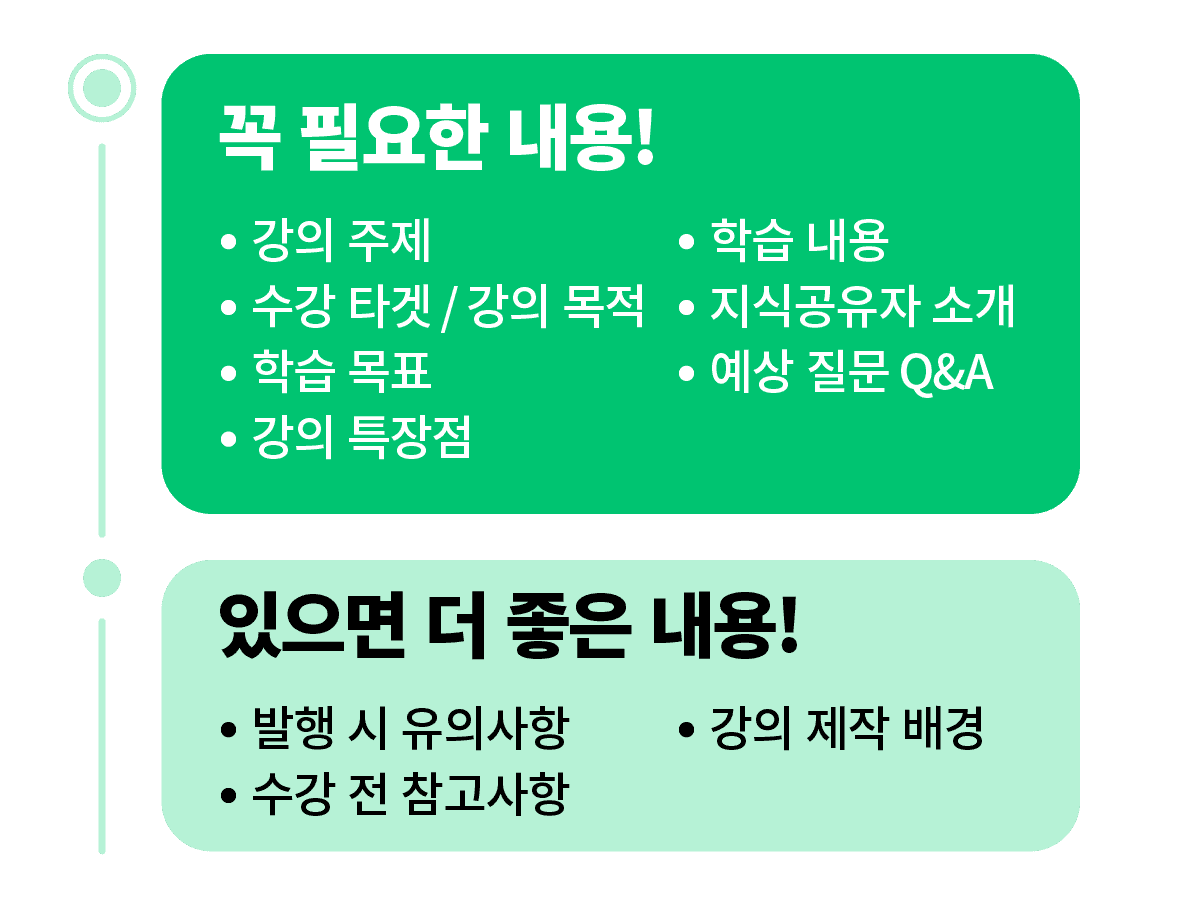 꼭 필요한 내용!
• 강의 주제
• 수강 타겟 / 강의 목적
• 학습 목표
• 강의 특장점
• 학습 내용
• 지식공유자 소개
• 예상 질문 Q&A
있으면 더 좋은 내용!
• 발행 시 유의사항
• 수강 전 참고사항
• 강의 제작 배경